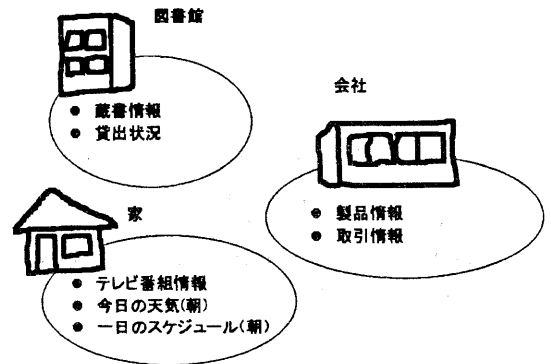 図書館
● 蔵書情報
● 貸出状況
会社
● 製品情報
● 取引情報
家
● テレビ番組情報
● 今日の天気(朝)
● 一日のスケジュール(朝)